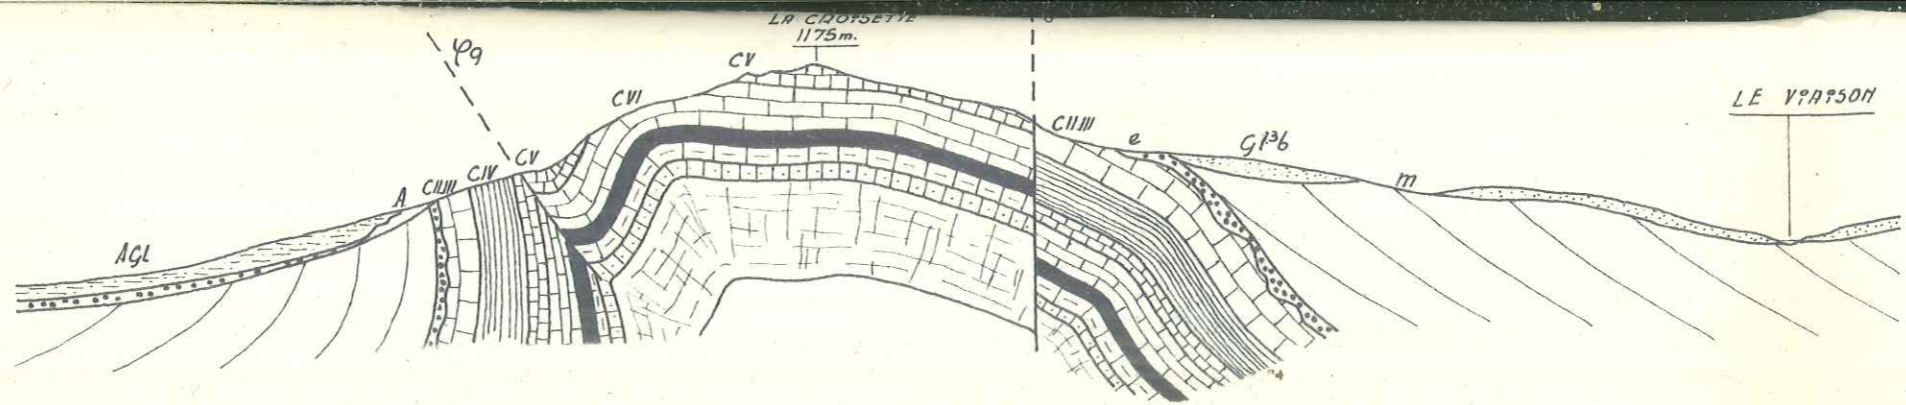 LA CROISETTE
1175m.
φ9
CV
CVI
LE VIAISON
CII.III
e
Gl3b
CV
CIV
CII.III
m
A
AGL